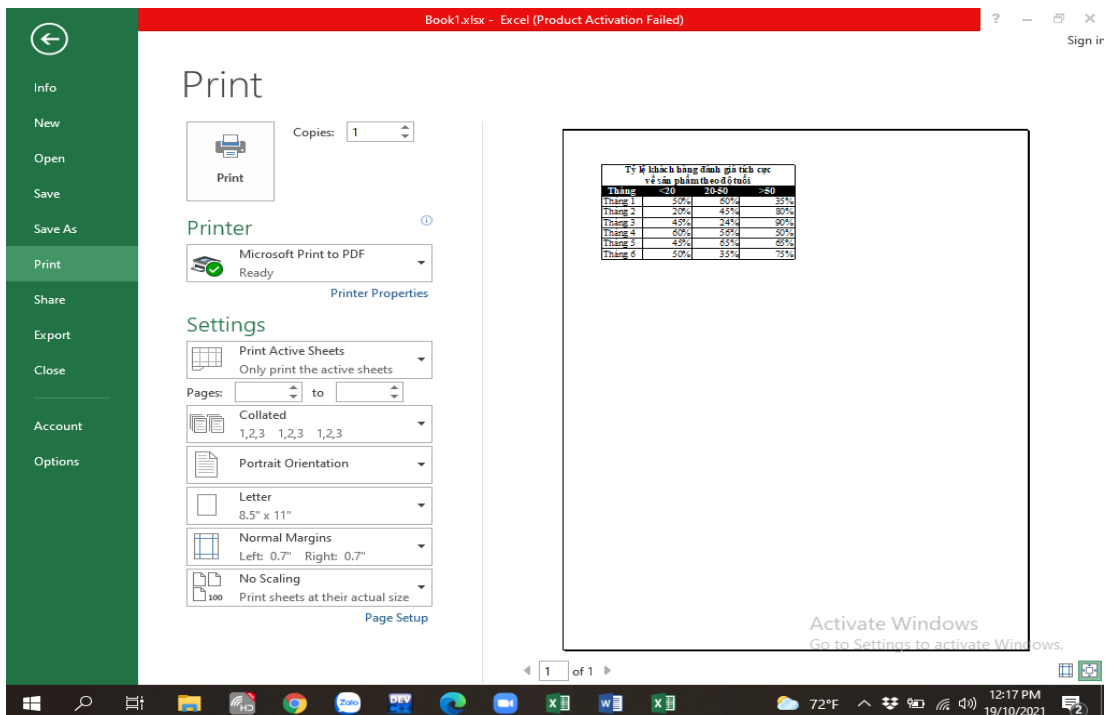 Book1.xlsx - Excel (Product Activation Failed)
?
Sign in
Info
New
Open
Save
Save As
Print
Share
Export
Close
Account
Options
Print
Print
Copies: 1
Printer
Microsoft Print to PDF
Ready
Printer Properties
Settings
Print Active Sheets
Only print the active sheets
Pages: to
Collated
1,2,3 1,2,3 1,2,3
Portrait Orientation
Letter
8.5" x 11"
Normal Margins
Left: 0.7" Right: 0.7"
No Scaling
100
Print sheets at their actual size
Page Setup
Tỷ lệ khách hàng đánh giá tích cực
về sản phẩm theo độ tuổi
Tháng <20 20-50 >50
Tháng 1 50% 60% 35%
Tháng 2 20% 45% 80%
Tháng 3 45% 24% 90%
Tháng 4 60% 56% 50%
Tháng 5 45% 65% 65%
Tháng 6 50% 35% 75%
Activate Windows
Go to Settings to activate Windows.
1 of 1
HD
Zalo
DEV
72°F
12:17 PM
19/10/2021
2